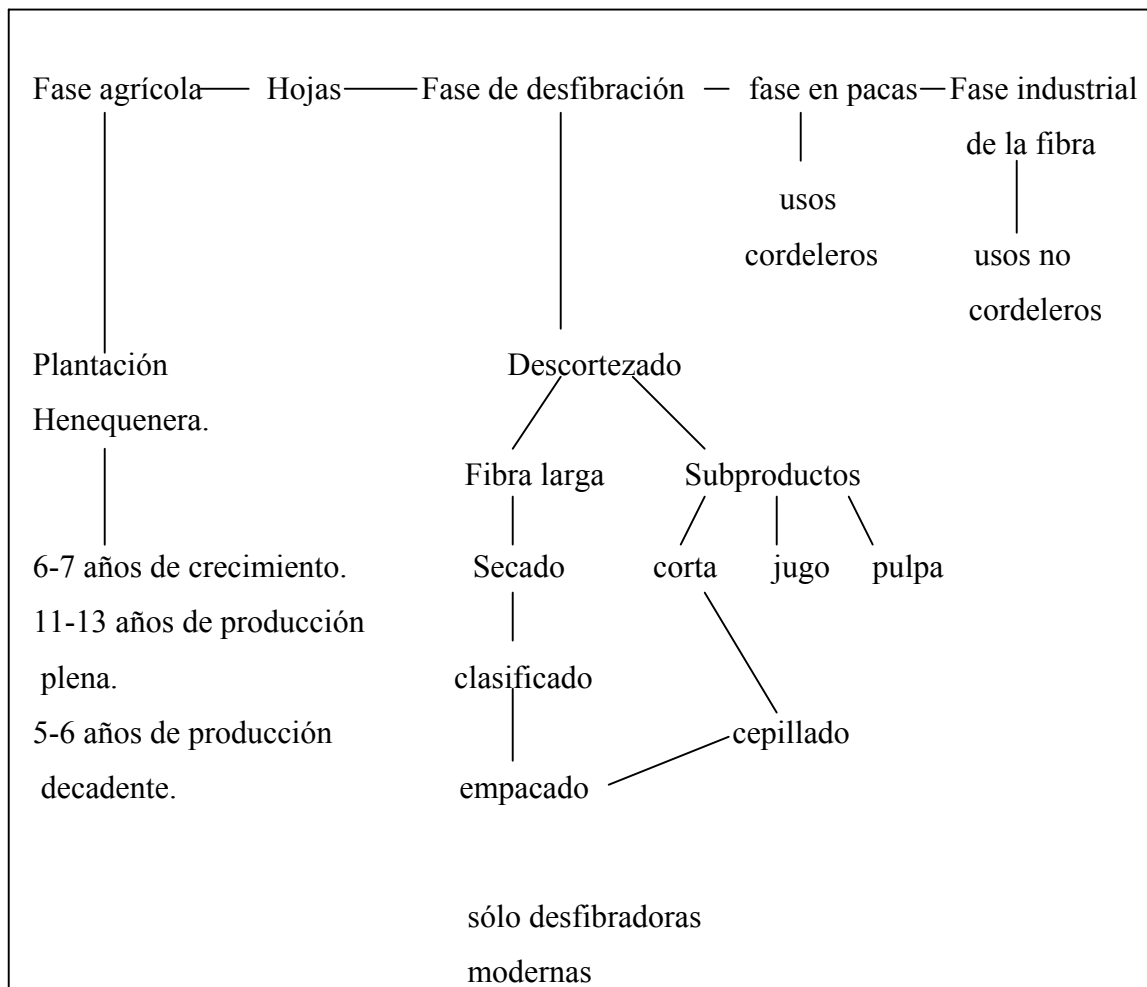 Fase agrícola Hojas Fase de desfibración fase en pacas Fase industrial
de la fibra
usos
cordeleros
usos no
cordeleros
Plantación
Henequenera.
Descortezado
Fibra larga Subproductos
6-7 años de crecimiento.
11-13 años de producción
plena.
5-6 años de producción
decadente.
Secado corta jugo pulpa
clasificado
cepillado
empacado
sólo desfibradoras
modernas